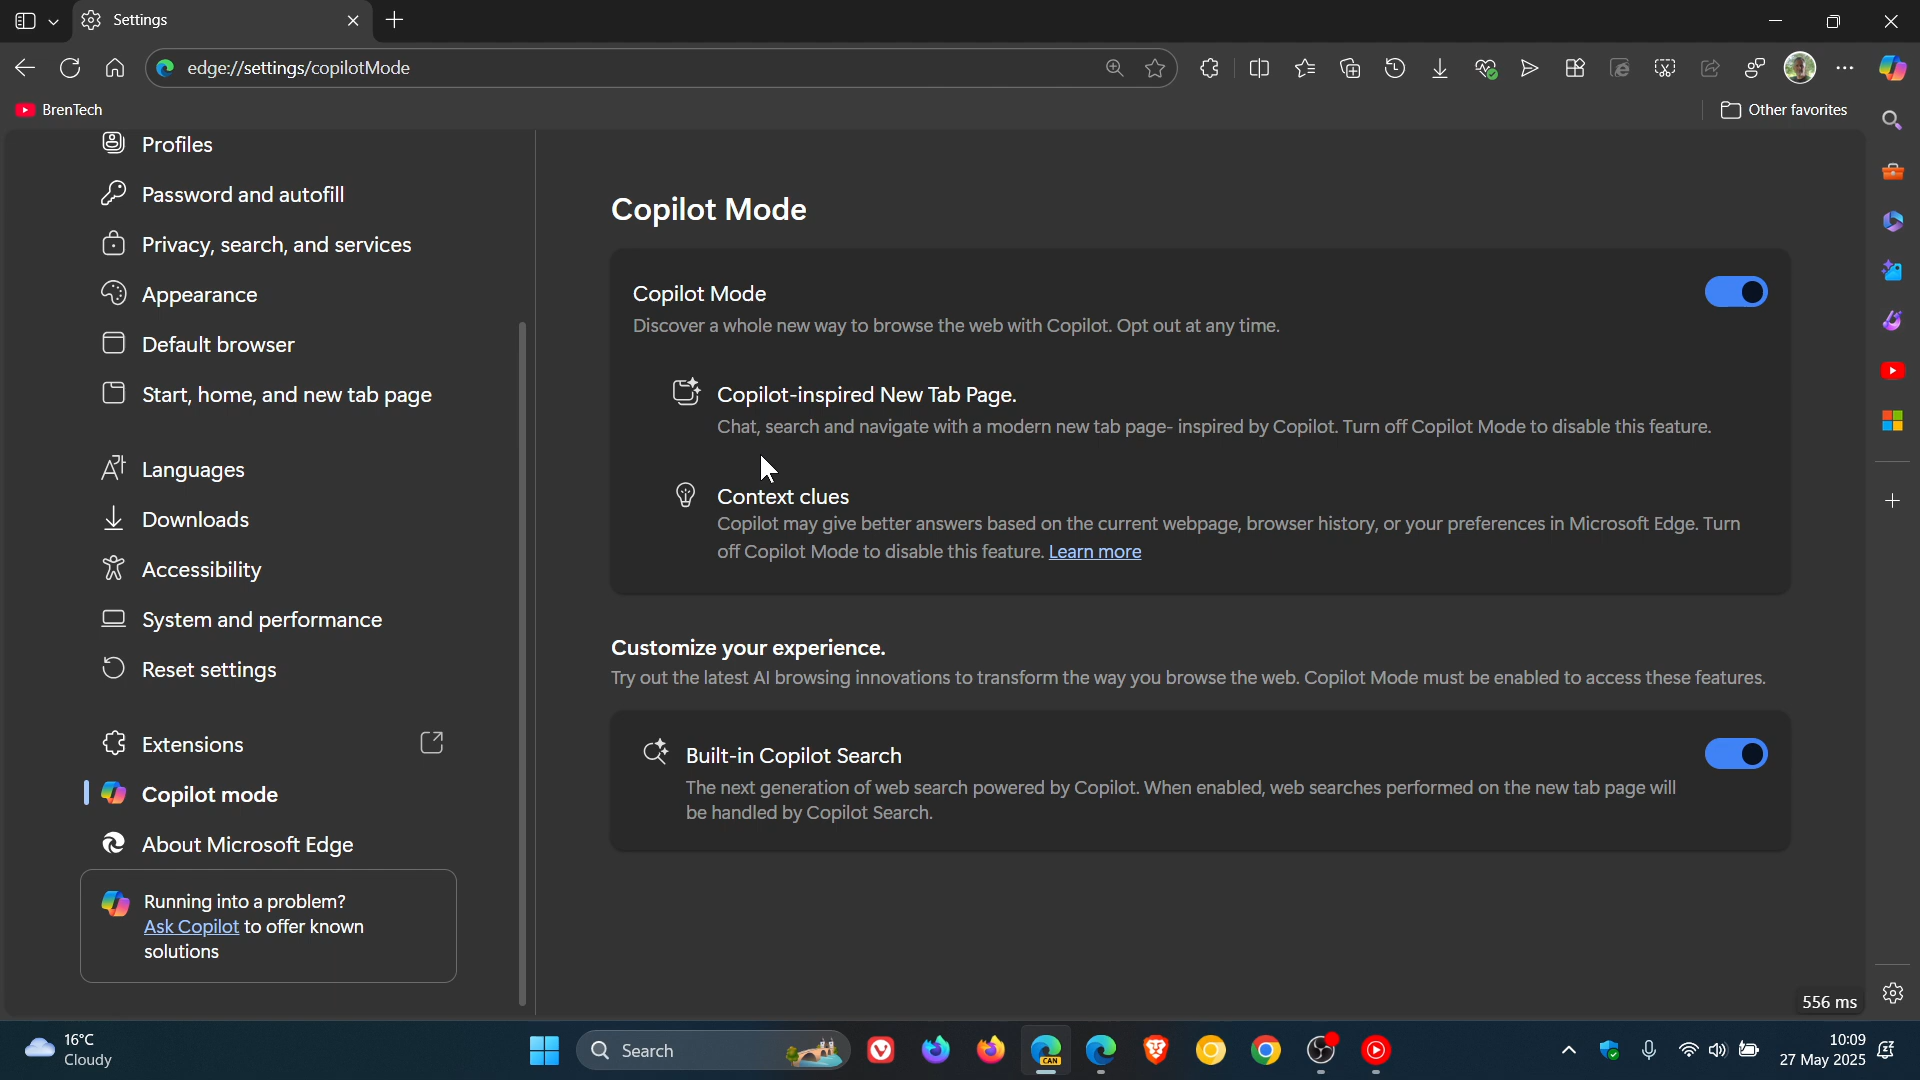 Settings
edge://settings/copilotMode
BrenTech
Other favorites
Profiles
Password and autofill
Privacy, search, and services
Appearance
Default browser
Start, home, and new tab page
Languages
Downloads
Accessibility
System and performance
Reset settings
Extensions
Copilot mode
About Microsoft Edge
Running into a problem?
Ask Copilot to offer known
solutions
Copilot Mode
Copilot Mode
Discover a whole new way to browse the web with Copilot. Opt out at any time.
Copilot-inspired New Tab Page.
Chat, search and navigate with a modern new tab page- inspired by Copilot. Turn off Copilot Mode to disable this feature.
Context clues
Copilot may give better answers based on the current webpage, browser history, or your preferences in Microsoft Edge. Turn
off Copilot Mode to disable this feature. Learn more
Customize your experience.
Try out the latest AI browsing innovations to transform the way you browse the web. Copilot Mode must be enabled to access these features.
Built-in Copilot Search
The next generation of web search powered by Copilot. When enabled, web searches performed on the new tab page will
be handled by Copilot Search.
556 ms
16°C
Cloudy
Search
CAN
10:09
27 May 2025